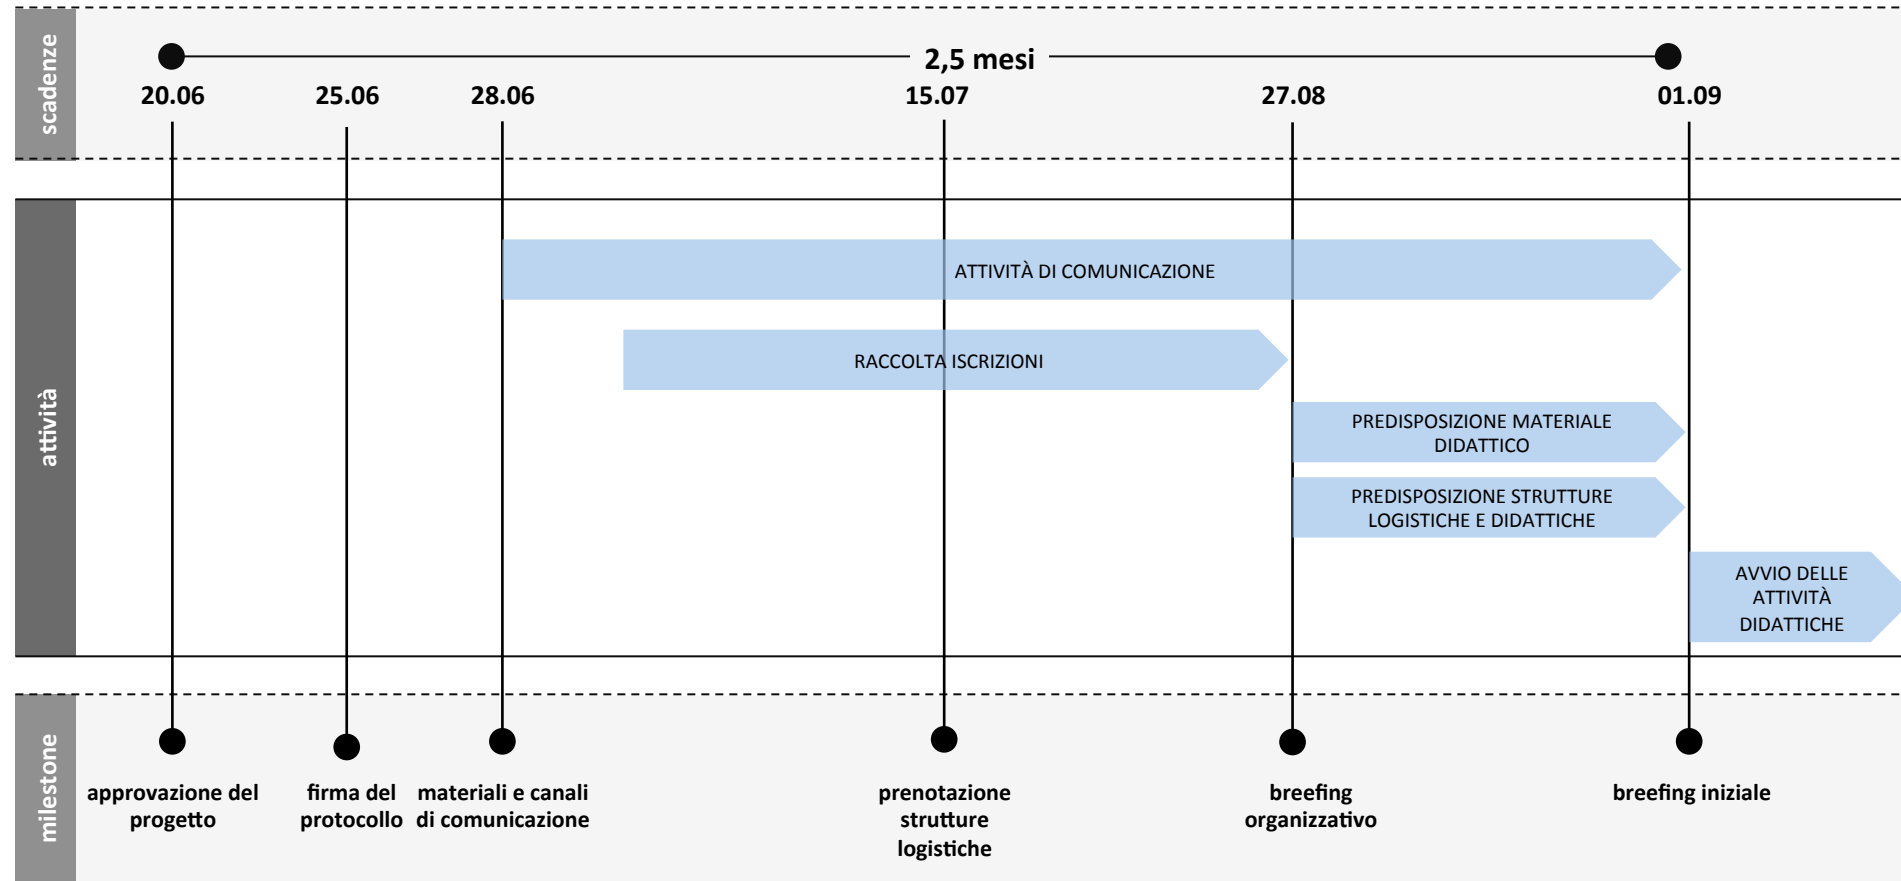 scadenze
2,5 mesi
20.06
25.06
28.06
15.07
27.08
01.09
attività
ATTIVITÀ DI COMUNICAZIONE
RACCOLTA ISCRIZIONI
PREDISPOSIZIONE MATERIALE
DIDATTICO
PREDISPOSIZIONE STRUTTURE
LOGISTICHE E DIDATTICHE
AVVIO DELLE
ATTIVITÀ
DIDATTICHE
milestone
approvazione del
progetto
firma del
protocollo
materiali e canali
di comunicazione
prenotazione
strutture
logistiche
breefing
organizzativo
breefing iniziale